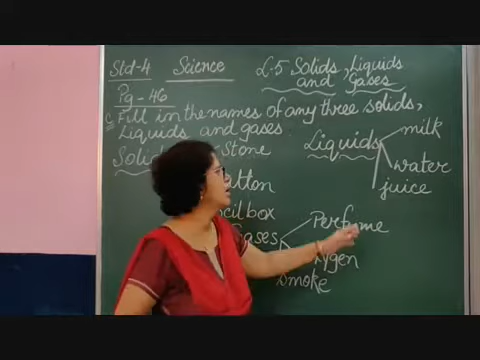 Std-4 Science L-5 Solids, Liquids
and Gases
Pg-46
C Fill in the names of any three solids,
Liquids and gases
Liquids milk
water
juice
Stone
Gases Perfume
Smoke